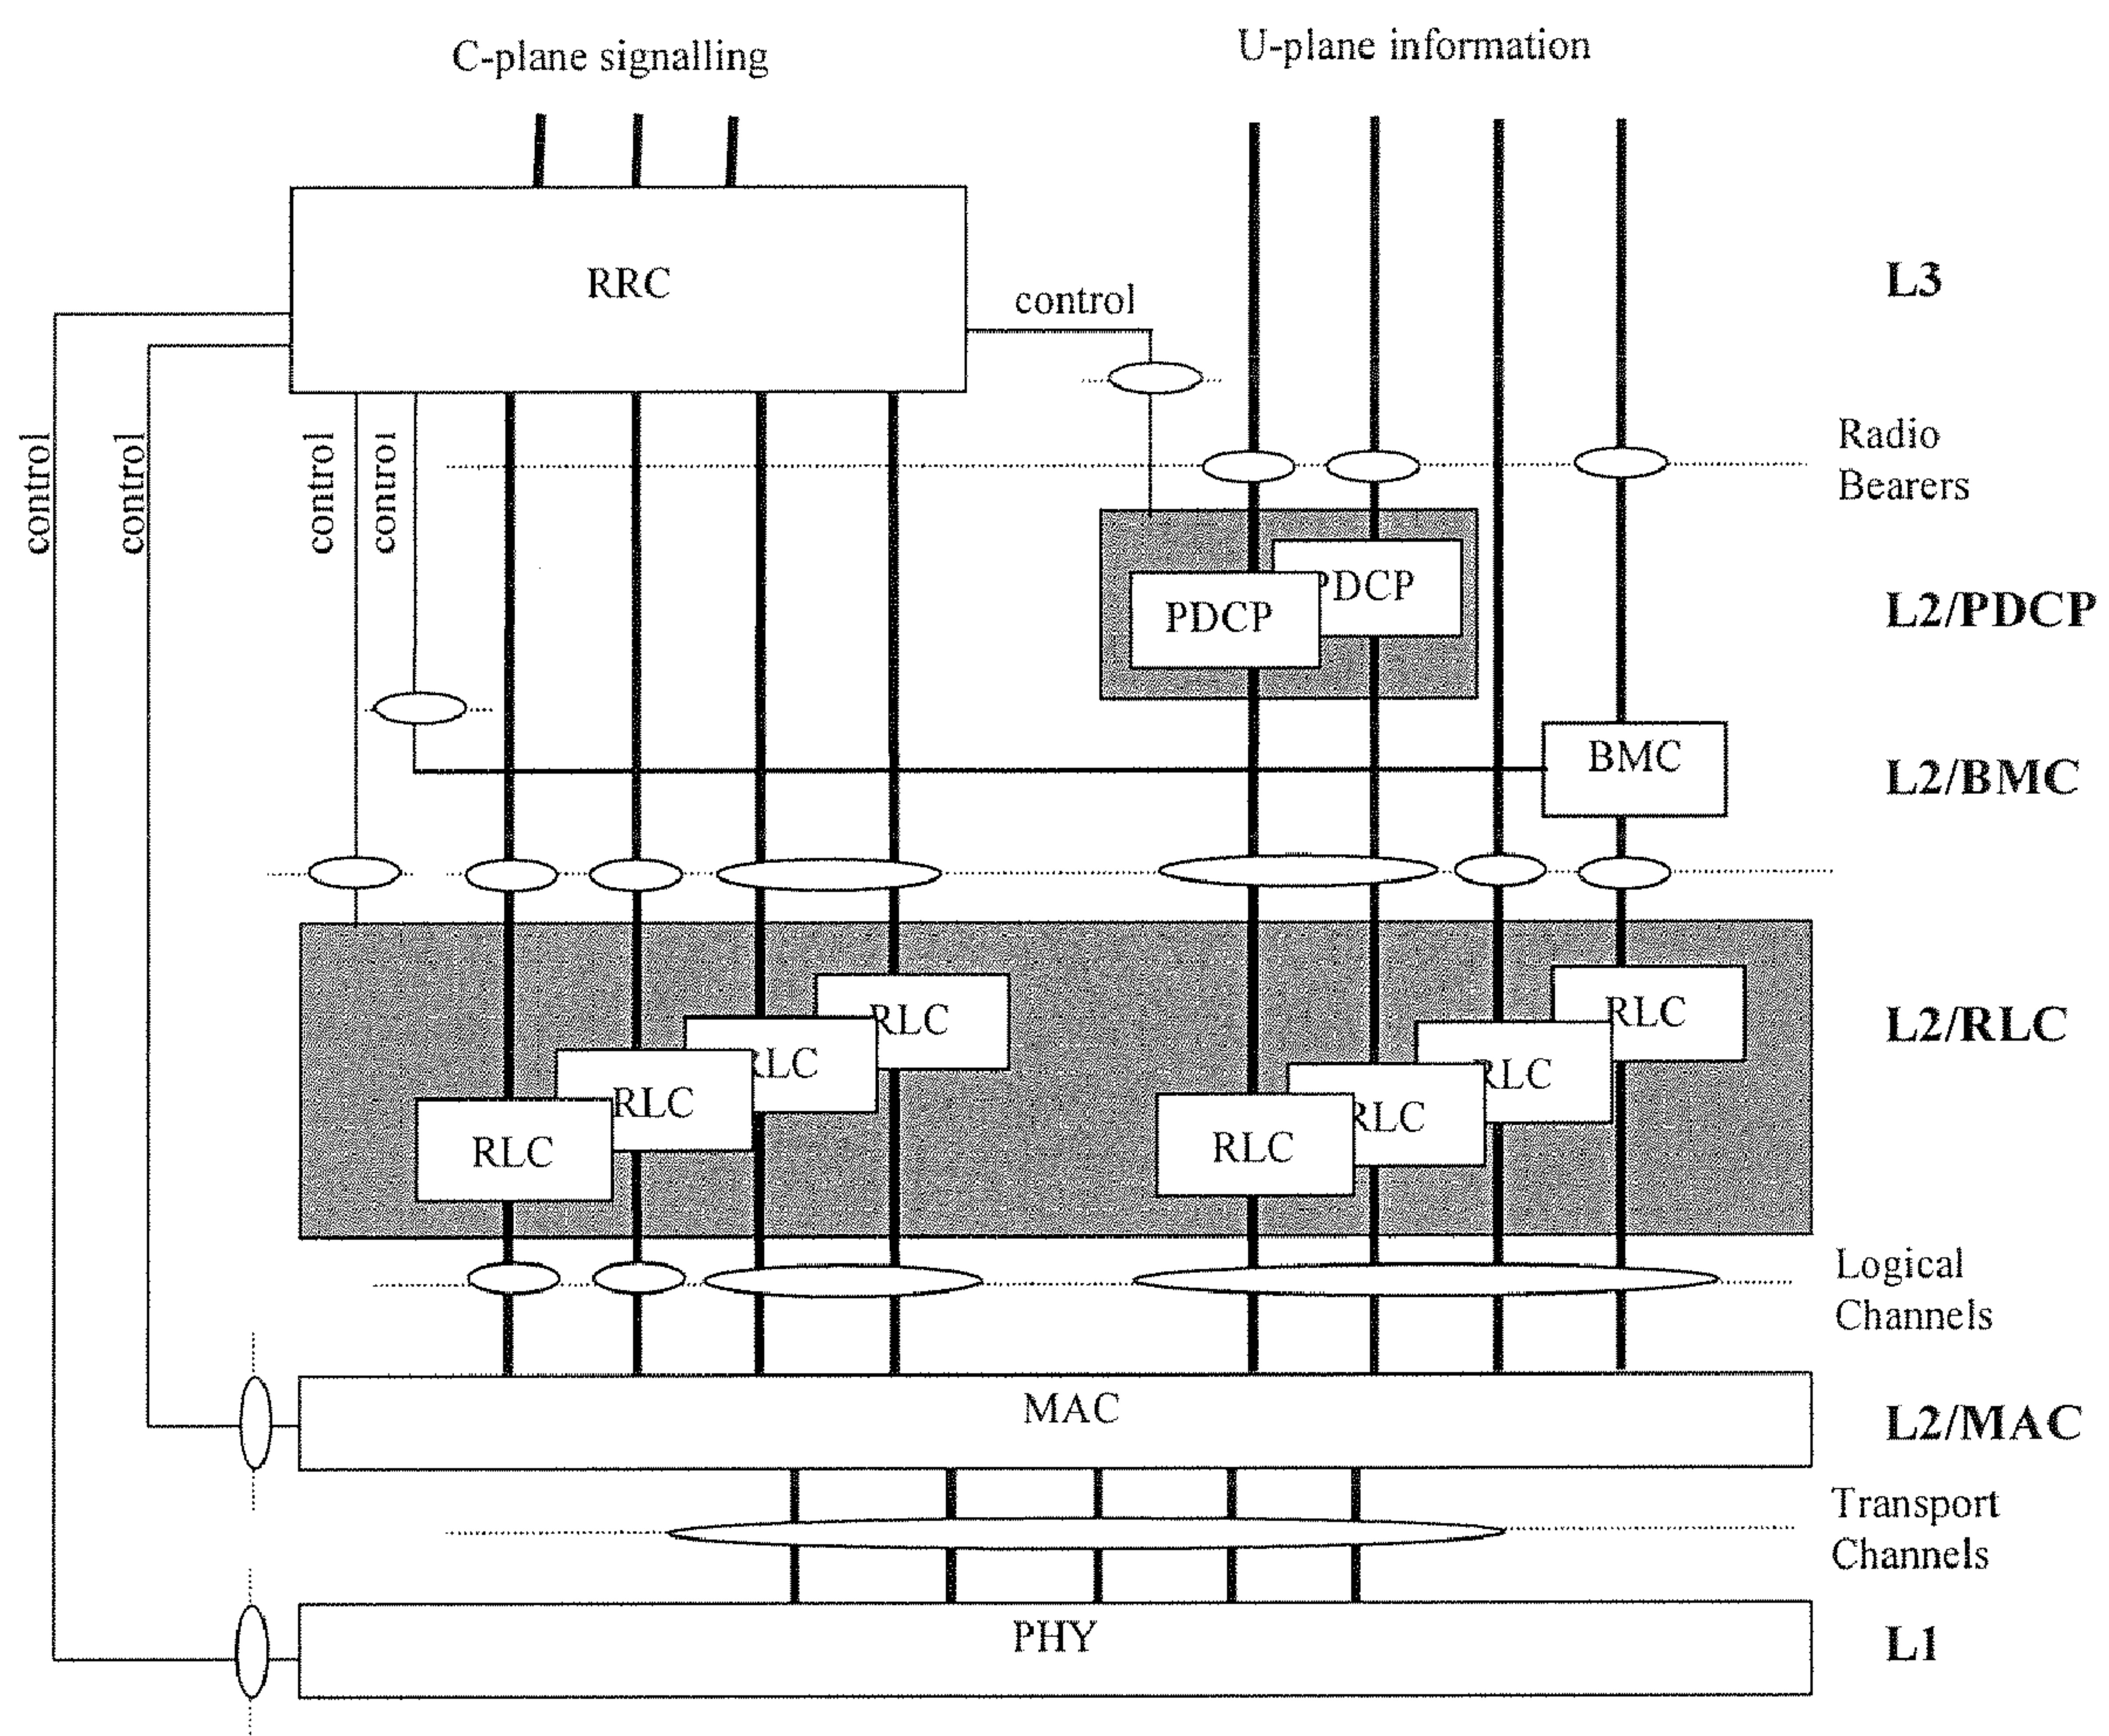 C-plane signalling
U-plane information
RRC
control
L3
control
control
control
control
Radio
Bearers
PDCP
PDCP
L2/PDCP
BMC
L2/BMC
RLC
RLC
RLC
RLC
RLC
RLC
RLC
RLC
L2/RLC
Logical
Channels
MAC
L2/MAC
Transport
Channels
PHY
L1